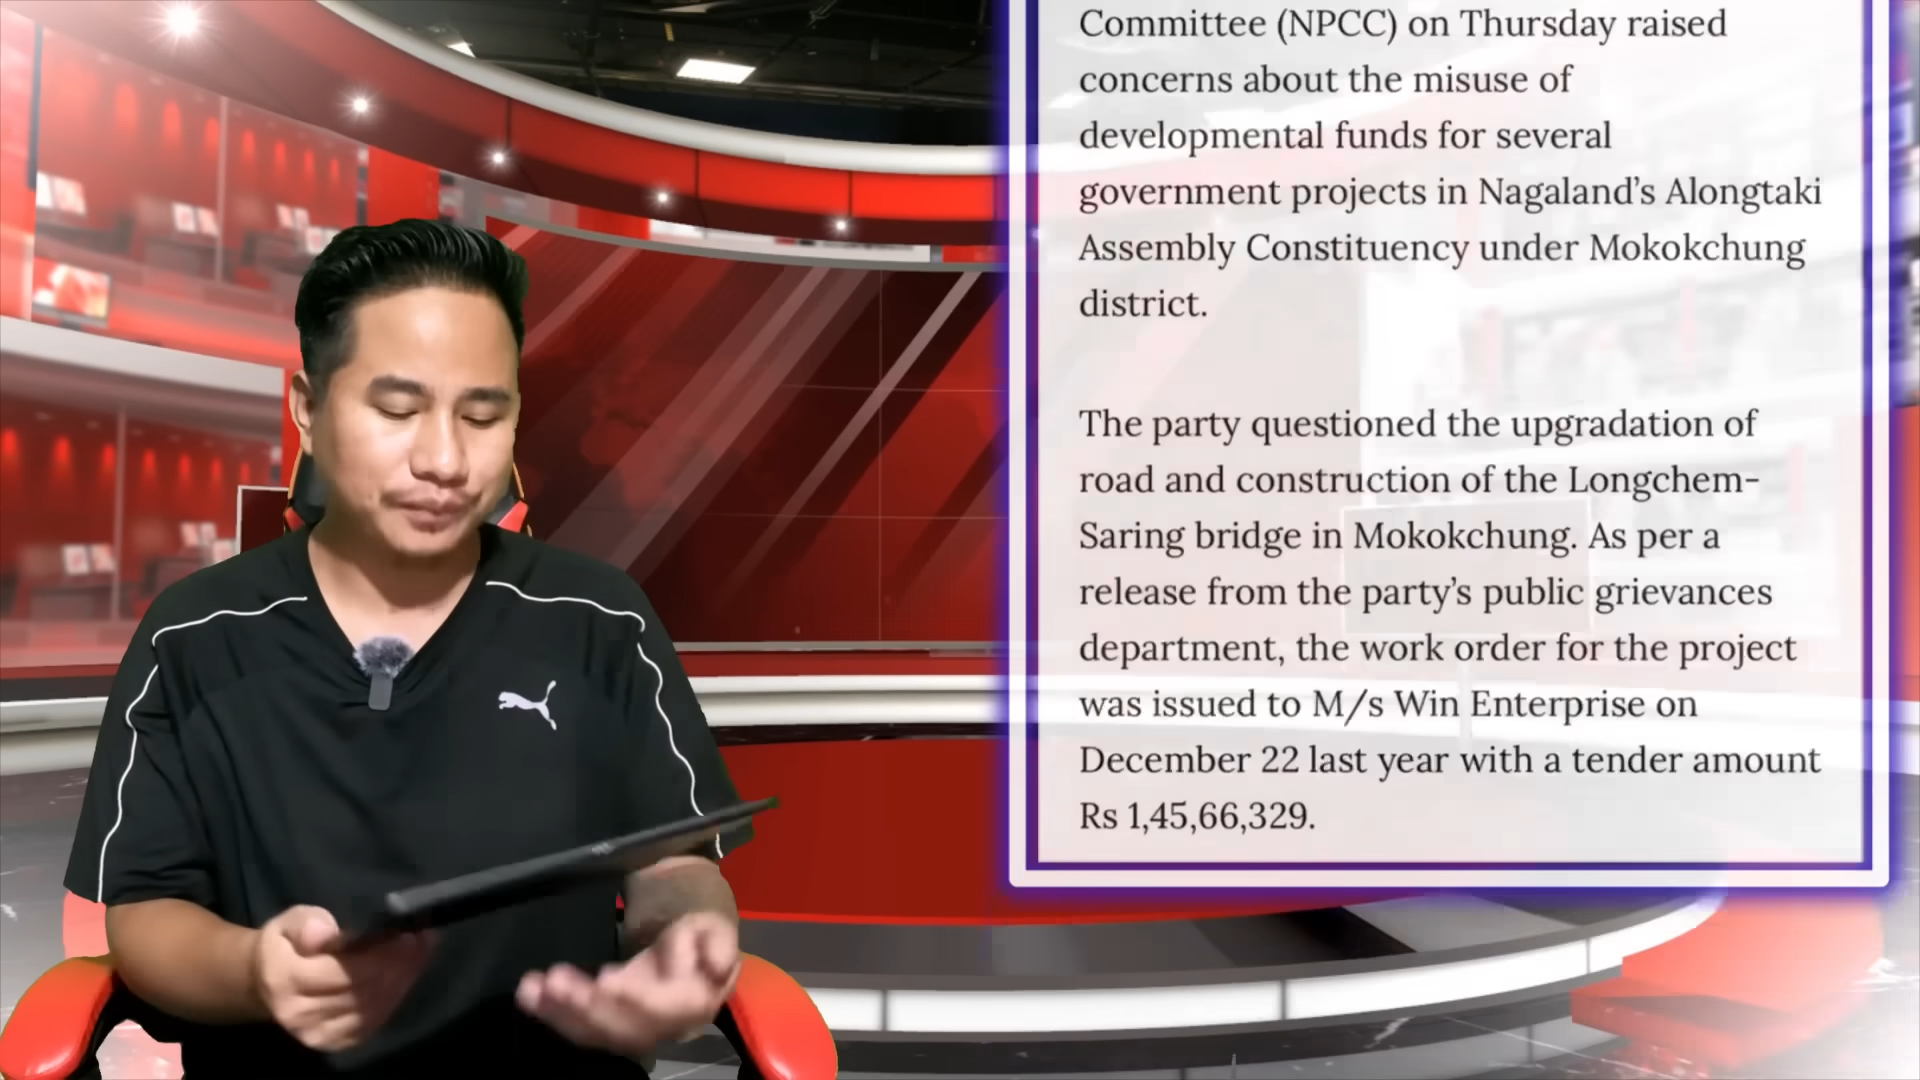 Committee (NPCC) on Thursday raised
concerns about the misuse of
developmental funds for several
government projects in Nagaland’s Alongtaki
Assembly Constituency under Mokokchung
district.
The party questioned the upgradation of
road and construction of the Longchem-
Saring bridge in Mokokchung. As per a
release from the party’s public grievances
department, the work order for the project
was issued to M/s Win Enterprise on
December 22 last year with a tender amount
Rs 1,45,66,329.